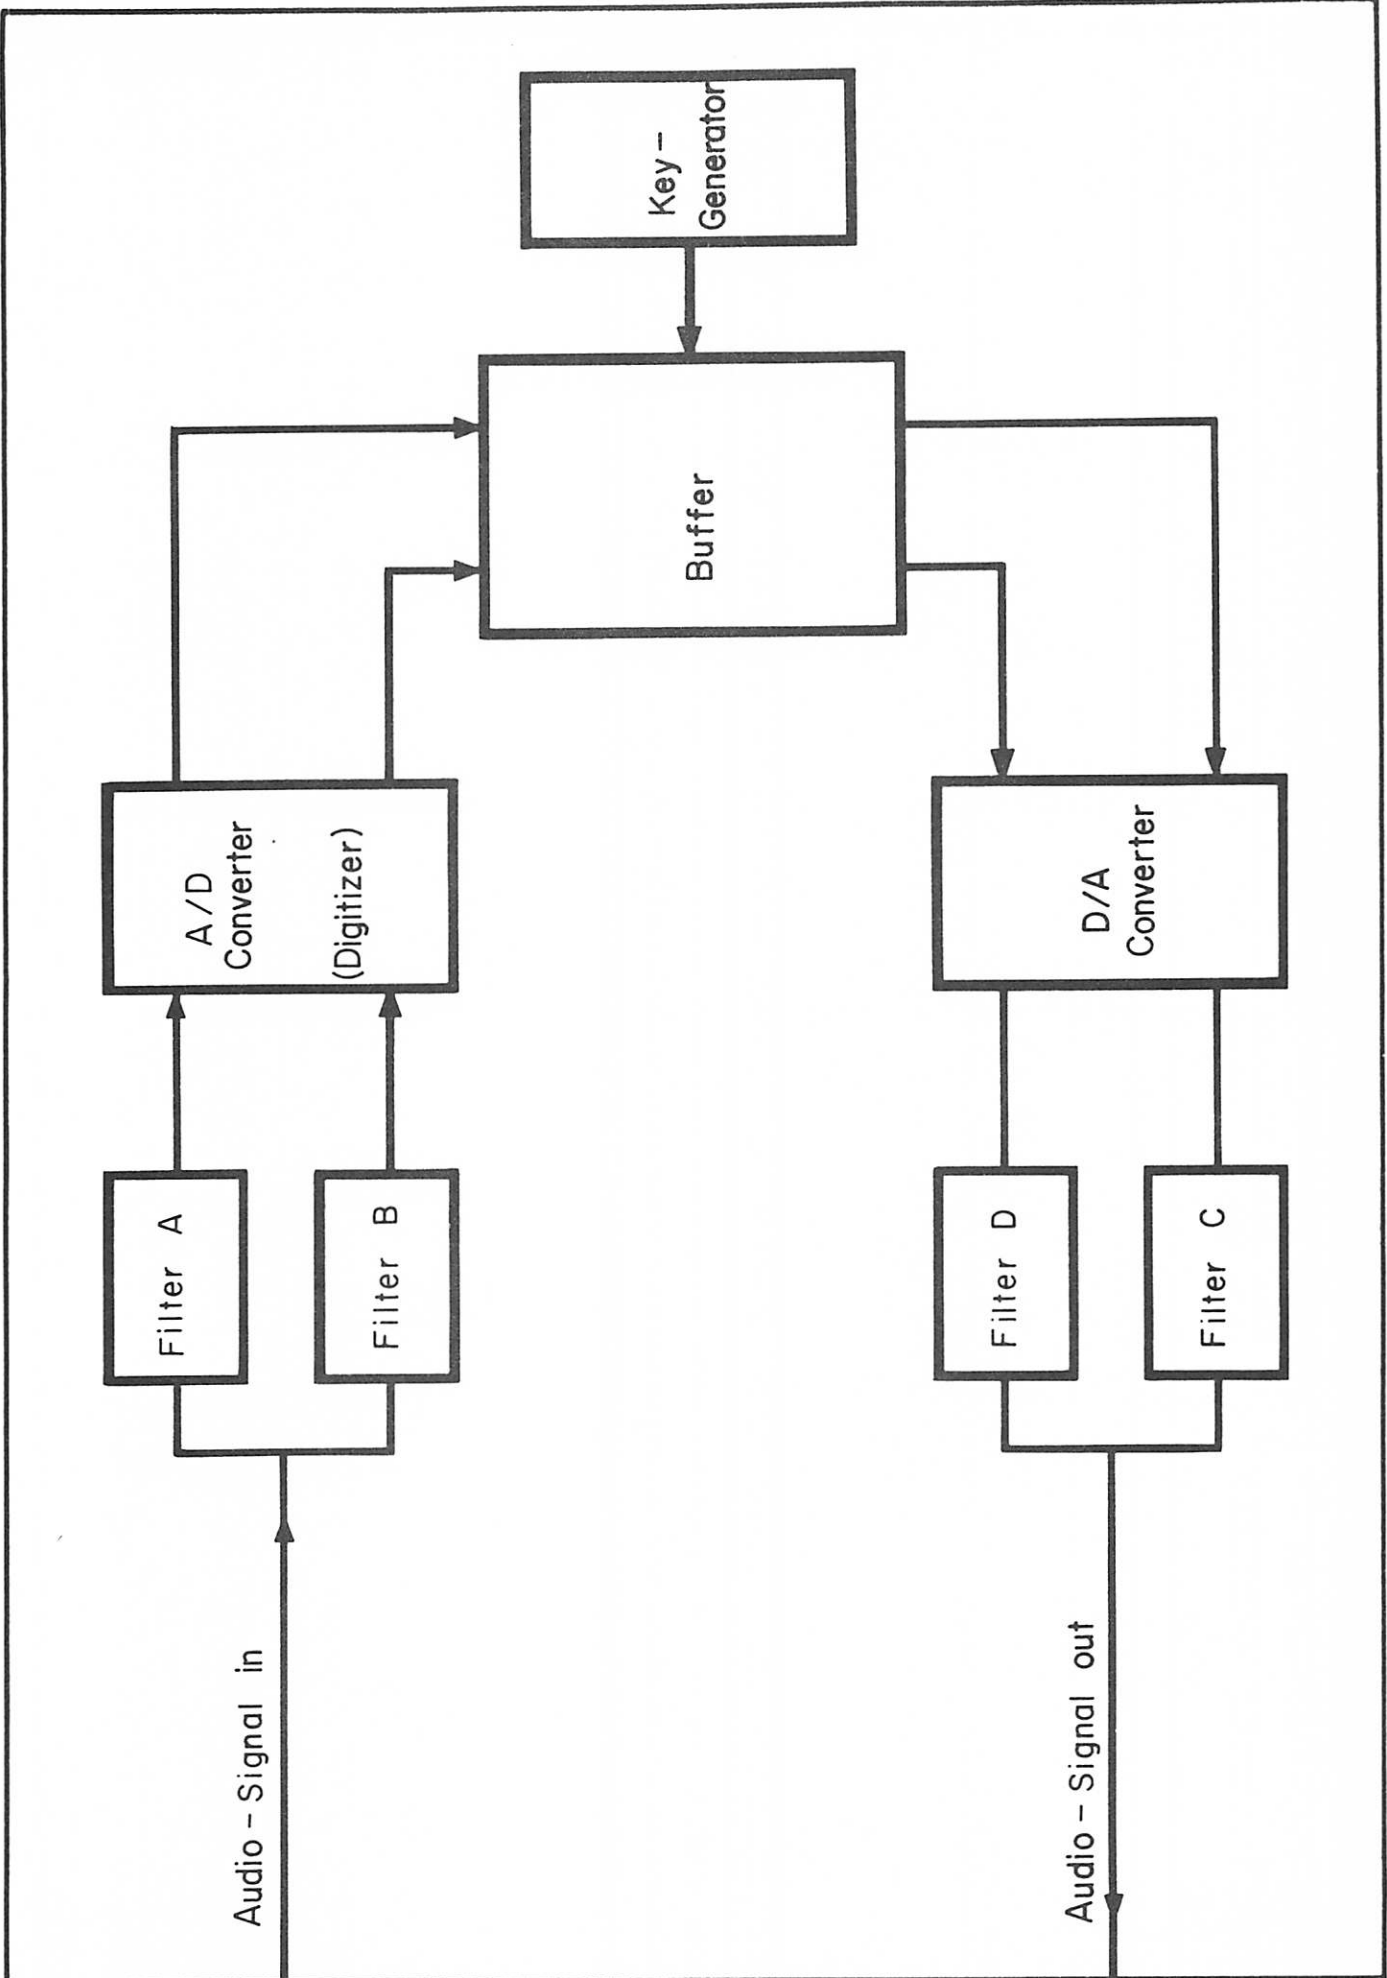 Audio - Signal in
Filter A
Filter B
A/D
Converter
(Digitizer)
Buffer
Key-
Generator
D/A
Converter
Filter D
Filter C
Audio - Signal out